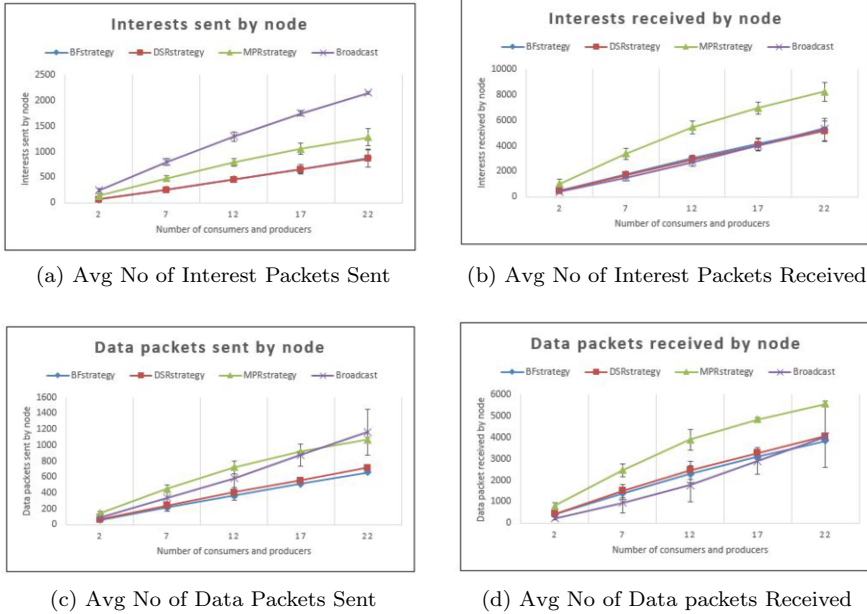 Interests sent by node
BFstrategy DSRstrategy MPRstrategy Broadcast
Interests sent by node
2500
2000
1500
1000
500
0
2 7 12 17 22
Number of consumers and producers
(a) Avg No of Interest Packets Sent
Interests received by node
BFstrategy DSRstrategy MPRstrategy Broadcast
Interests received by node
10000
8000
6000
4000
2000
0
2 7 12 17 22
Number of consumers and producers
(b) Avg No of Interest Packets Received
Data packets sent by node
BFstrategy DSRstrategy MPRstrategy Broadcast
Data packets sent by node
1600
1400
1200
1000
800
600
400
200
0
2 7 12 17 22
Number of consumers and producers
(c) Avg No of Data Packets Sent
Data packets received by node
BFstrategy DSRstrategy MPRstrategy Broadcast
Data packet received by node
6000
5000
4000
3000
2000
1000
0
2 7 12 17 22
Number of consumers and producers
(d) Avg No of Data packets Received